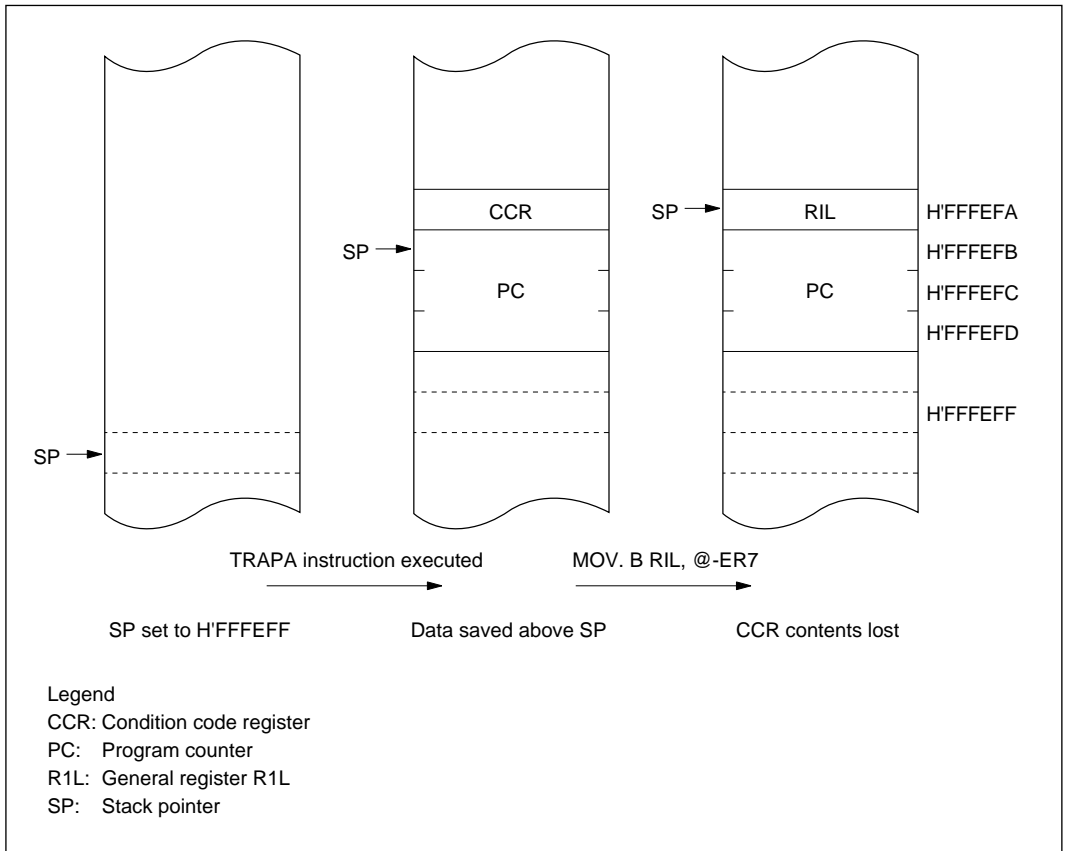 CCR
SP
RIL
H'FFFEFA
SP
H'FFFEFB
PC
PC
H'FFFEFC
H'FFFEFD
H'FFFEFF
SP
TRAPA instruction executed
MOV. B RIL, @-ER7
SP set to H'FFFEFF
Data saved above SP
CCR contents lost
Legend
CCR: Condition code register
PC: Program counter
R1L: General register R1L
SP: Stack pointer